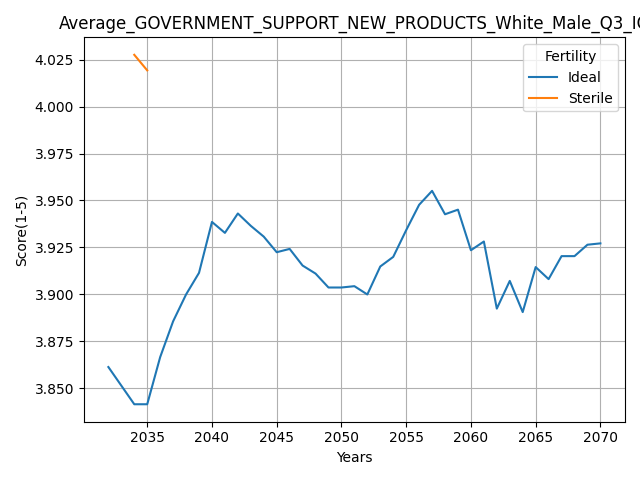 Average_GOVERNMENT_SUPPORT_NEW_PRODUCTS_White_Male_Q3_IQ
Fertility
Ideal
Sterile
4.025
4.000
3.975
3.950
3.925
3.900
3.875
3.850
Score(1-5)
2035 2040 2045 2050 2055 2060 2065 2070
Years